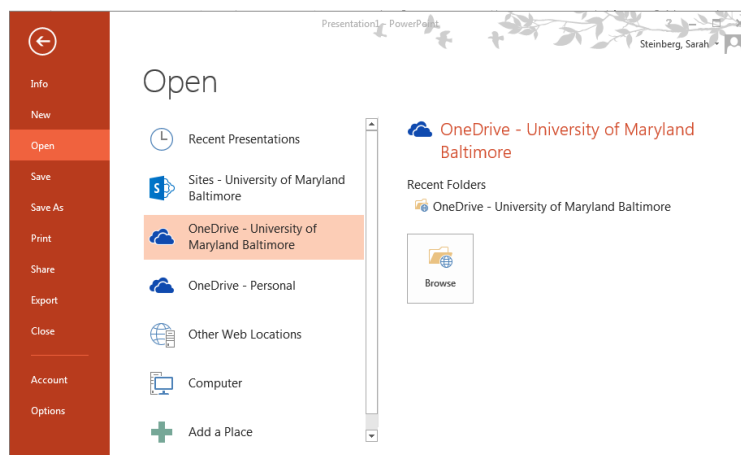 Presentation1 - PowerPoint
?
Steinberg, Sarah
Info
New
Open
Save
Save As
Print
Share
Export
Close
Account
Options
Open
Recent Presentations
Sites - University of Maryland
Baltimore
OneDrive - University of
Maryland Baltimore
OneDrive - Personal
Other Web Locations
Computer
Add a Place
OneDrive - University of Maryland
Baltimore
Recent Folders
OneDrive - University of Maryland Baltimore
Browse